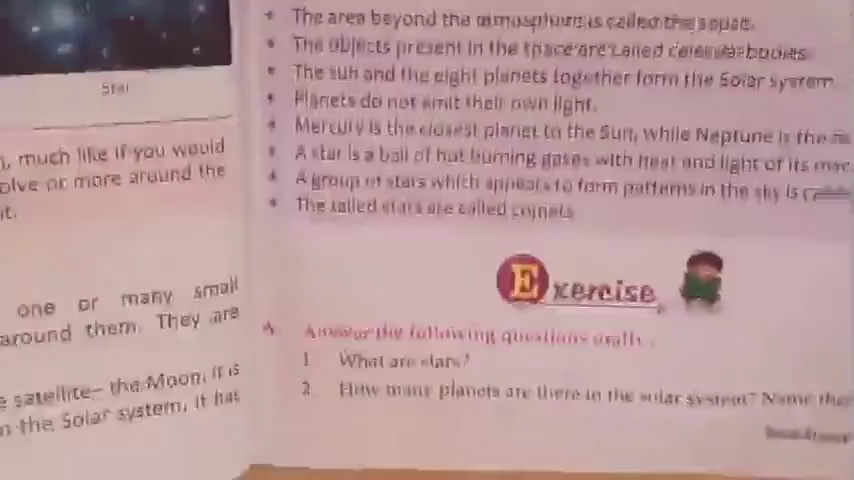 Star
much like if you would
olve or more around the
it.
one or many small
around them. They are
satellite– the Moon. It is
n the Solar system, it has
The area beyond the atmosphere is called the space.
The objects present in the space are called celestial bodies.
The sun and the eight planets together form the Solar system
Planets do not emit their own light.
Mercury is the closest planet to the Sun, while Neptune is the
A star is a ball of hot burning gases with heat and light of its
A group of stars which appears to form patterns in the sky is
The tailed stars are called comets
Exercise
A. Answer the following questions orally.
1. What are stars?
2. How many planets are there in the solar system? Name